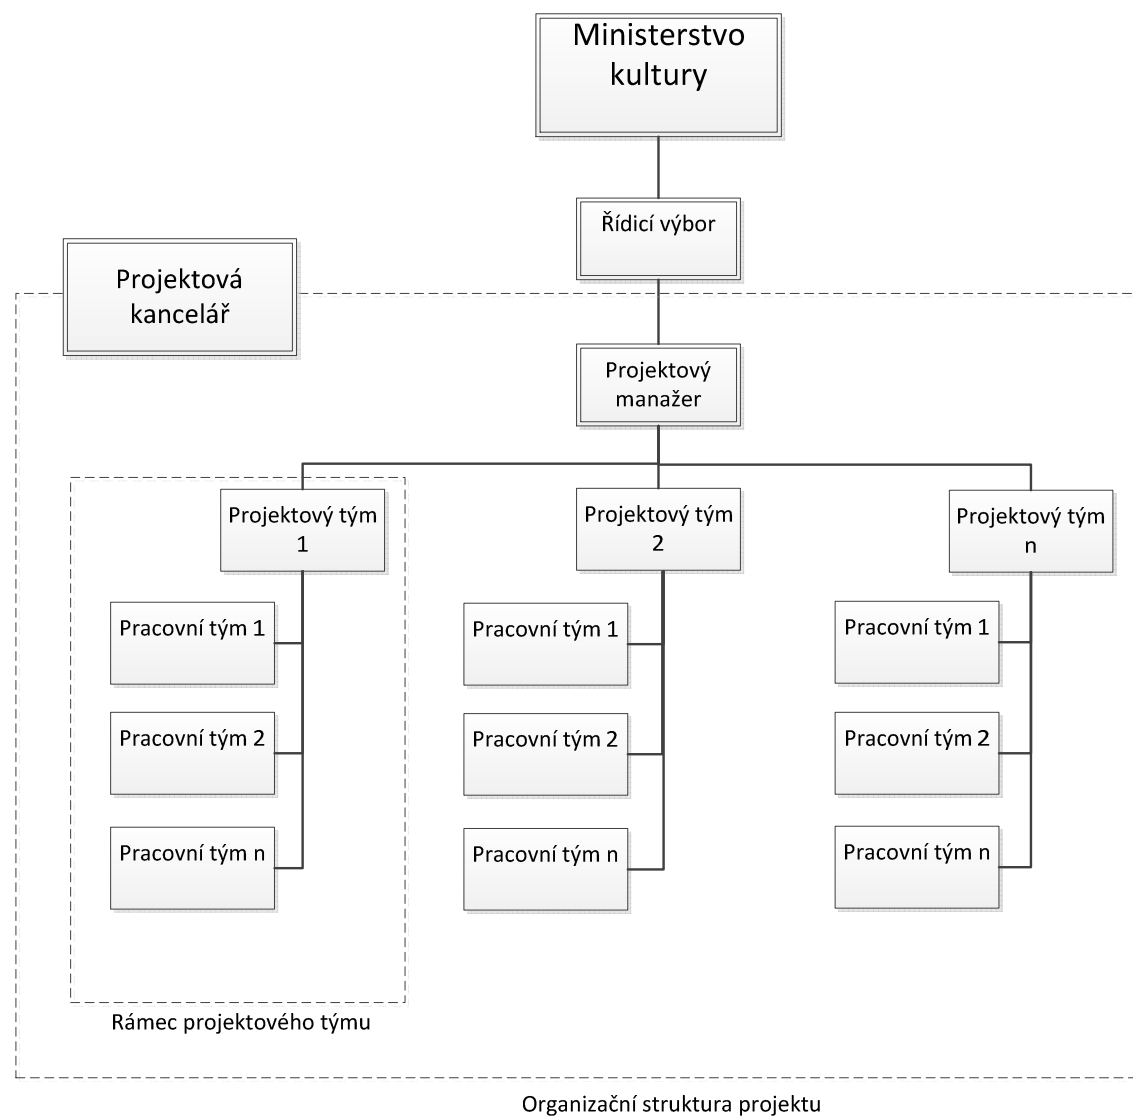 Ministerstvo
kultury
Řídicí výbor
Projektová
kancelář
Projektový
manažer
Projektový tým
1
Projektový tým
2
Projektový tým
n
Pracovní tým 1
Pracovní tým 1
Pracovní tým 1
Pracovní tým 2
Pracovní tým 2
Pracovní tým 2
Pracovní tým n
Pracovní tým n
Pracovní tým n
Rámec projektového týmu
Organizační struktura projektu